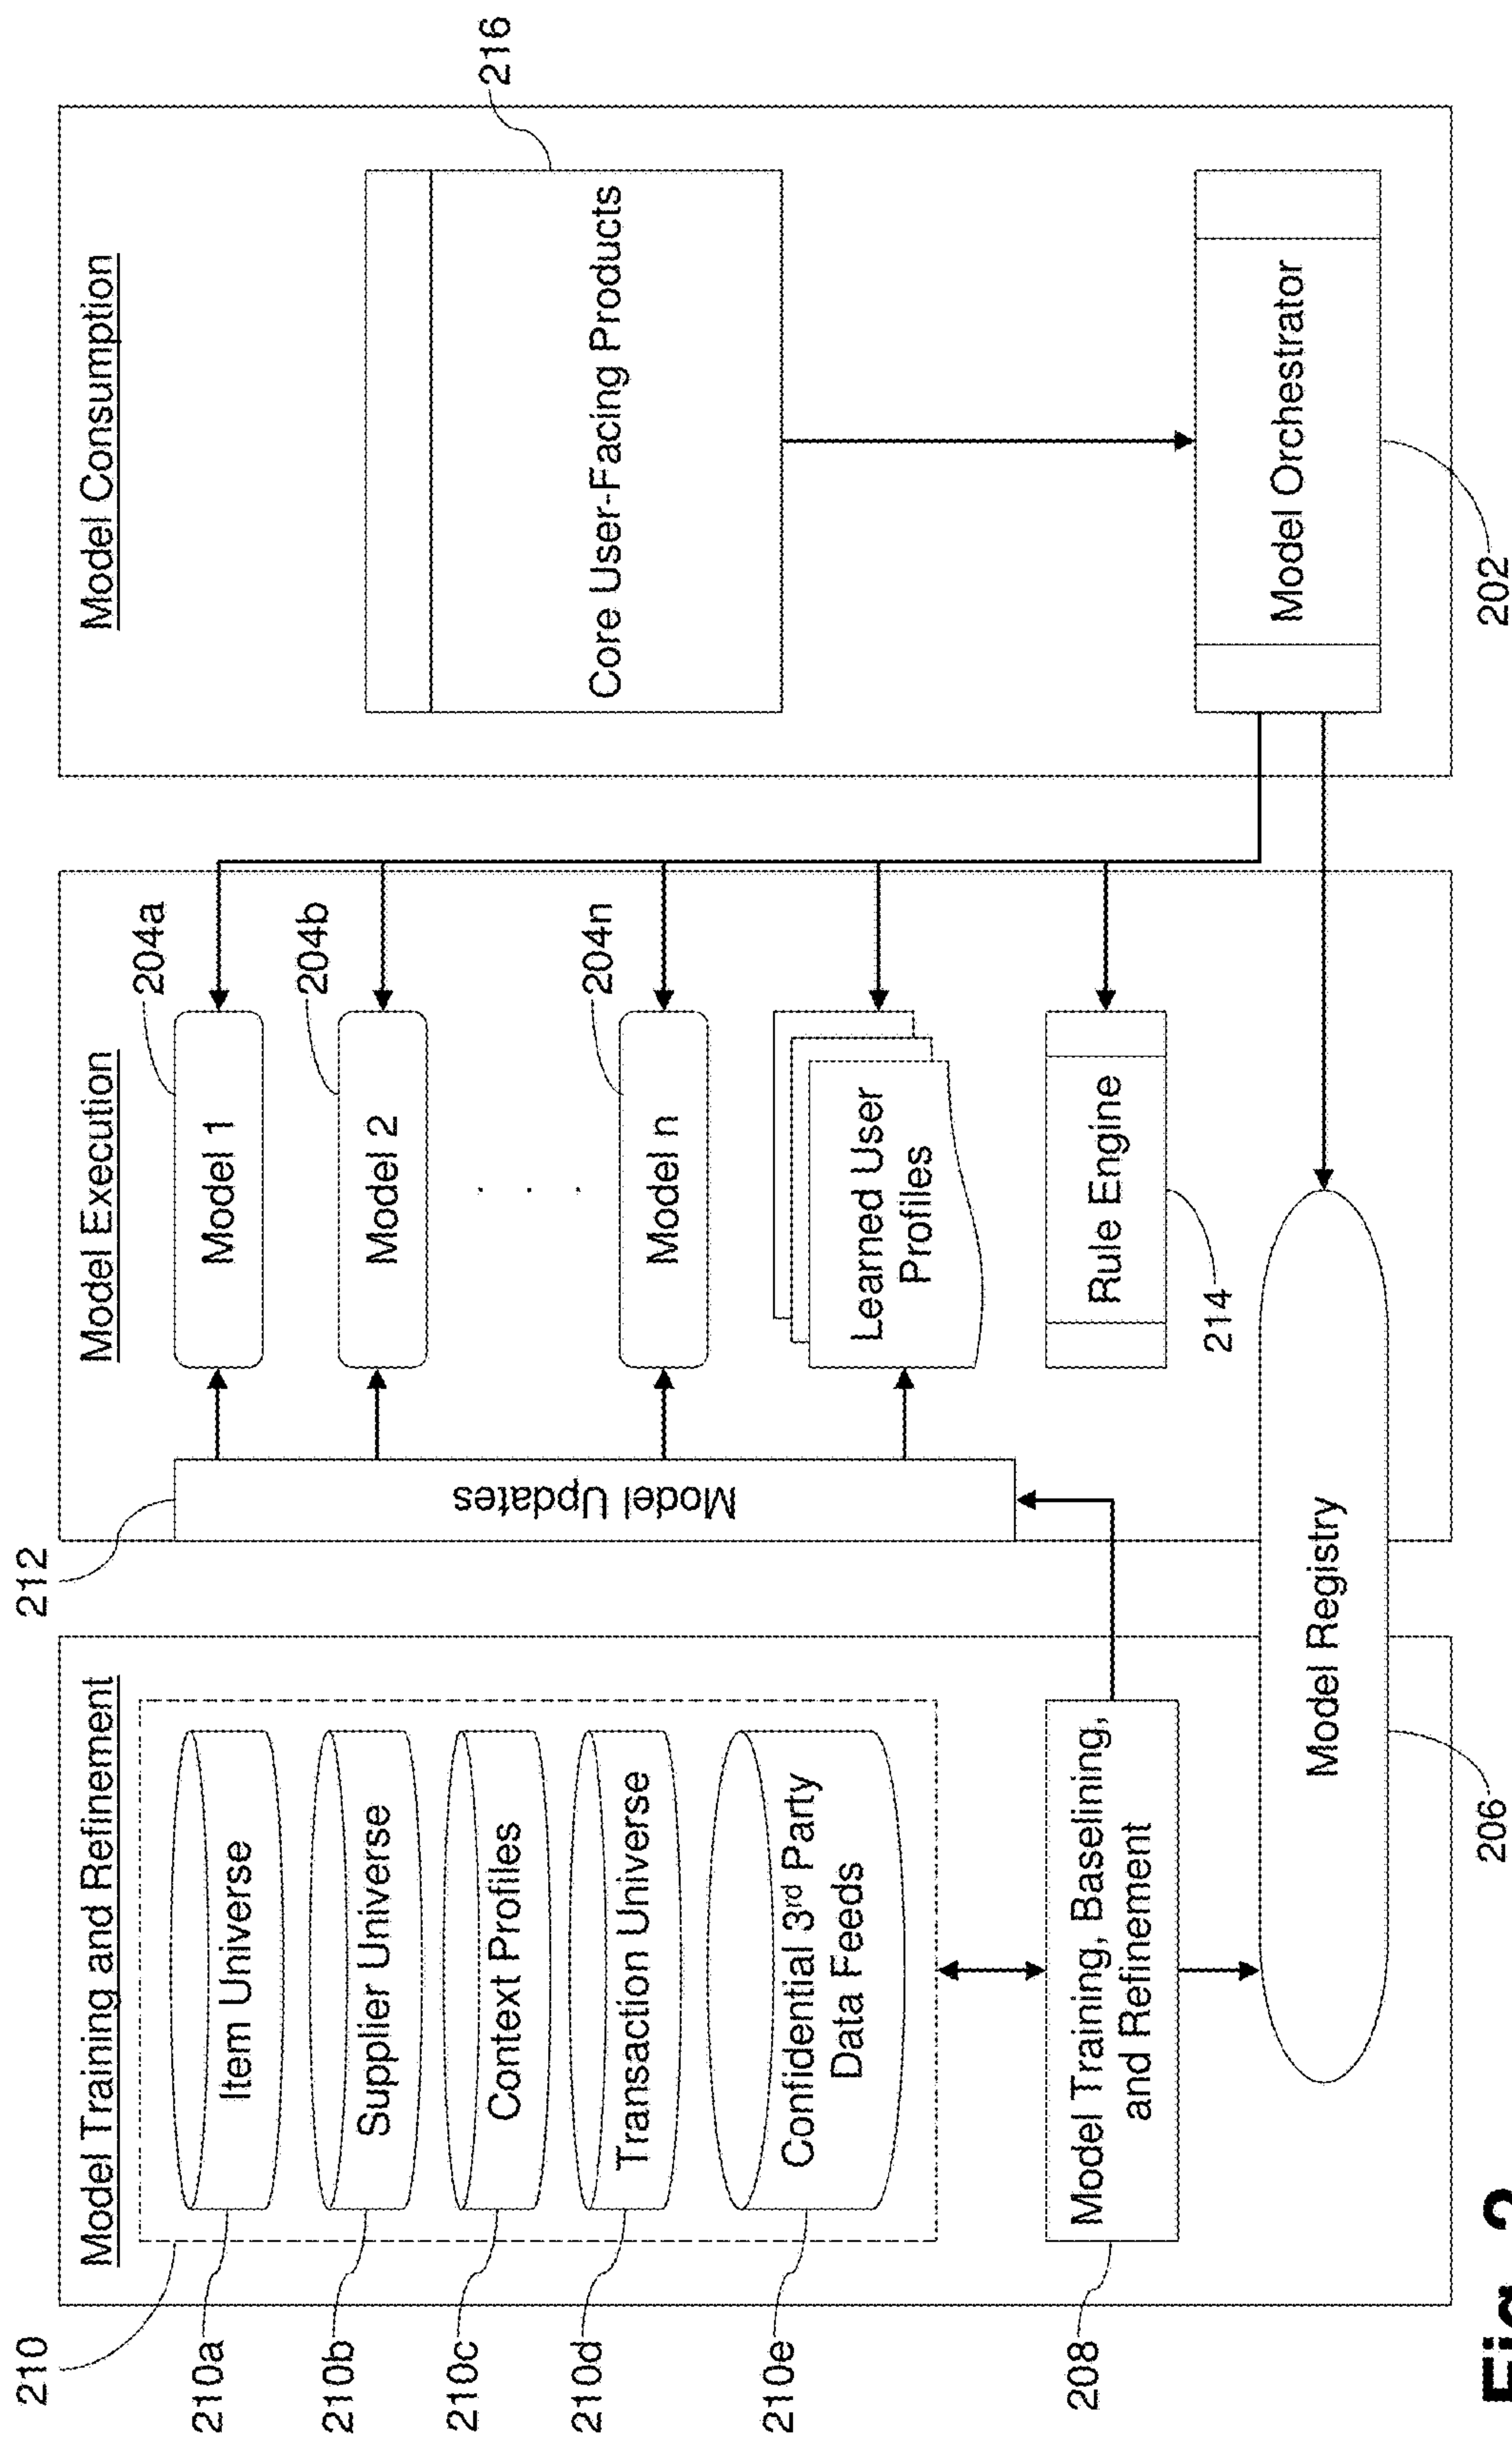 Model Training and Refinement
210
210a
Item Universe
210b
Supplier Universe
210c
Context Profiles
210d
Transaction Universe
210e
Confidential 3rd Party
Data Feeds
208
Model Training, Baselining,
and Refinement
Model Registry
206
Model Execution
212
Model Updates
204a
Model 1
204b
Model 2
. . .
204n
Model n
Learned User
Profiles
Rule Engine
214
Model Consumption
216
Core User-Facing Products
Model Orchestrator
202
Fig. 2